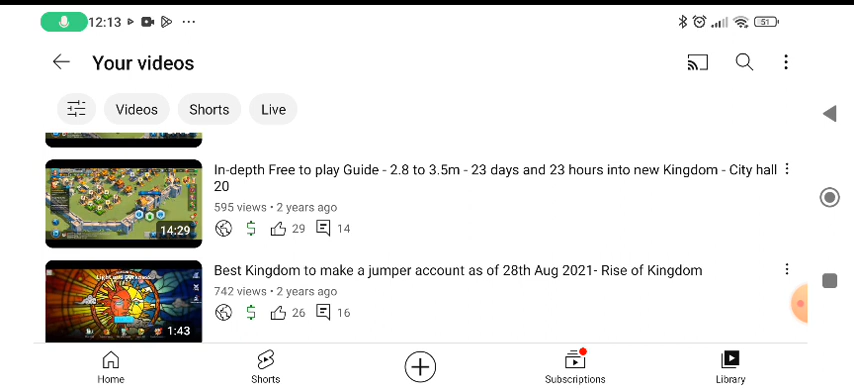 12:13
51
Your videos
Videos
Shorts
Live
In-depth Free to play Guide - 2.8 to 3.5m - 23 days and 23 hours into new Kingdom - City hall
20
595 views • 2 years ago
29
14
14:29
Best Kingdom to make a jumper account as of 28th Aug 2021- Rise of Kingdom
742 views • 2 years ago
26
16
1:43
Home
Shorts
Subscriptions
Library